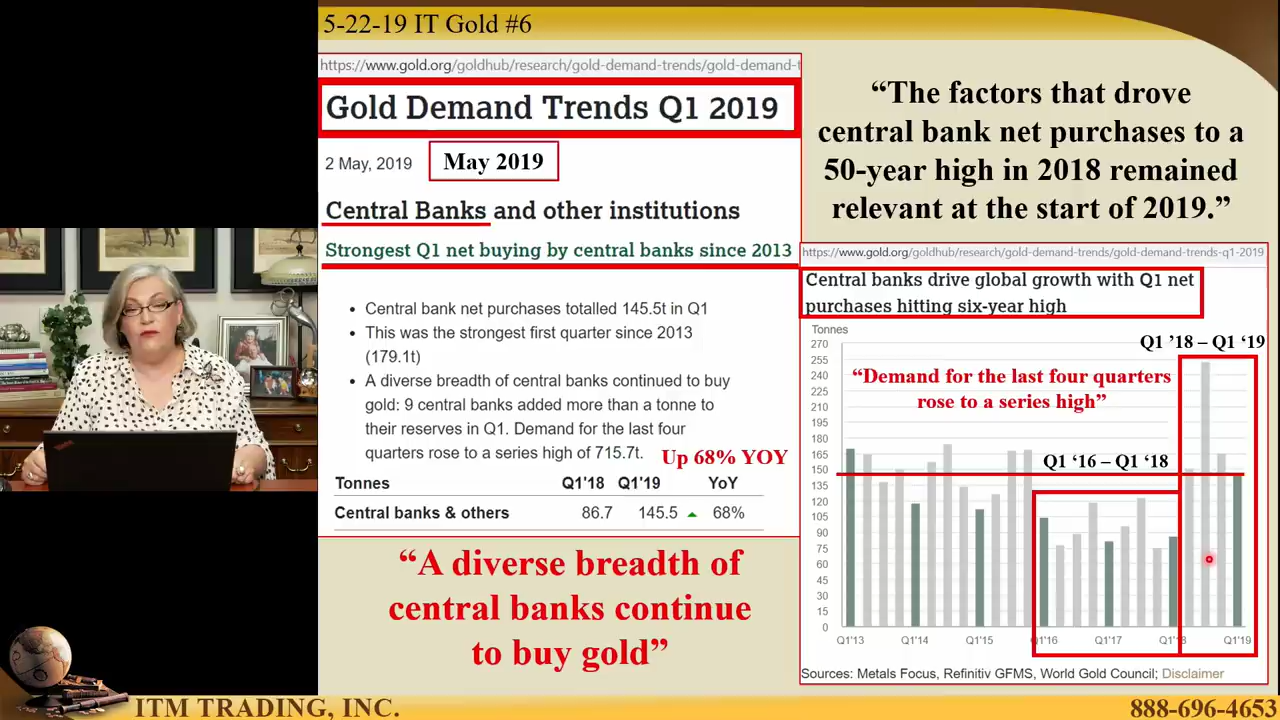 5-22-19 IT Gold #6
https://www.gold.org/goldhub/research/gold-demand-trends/gold-demand-t
Gold Demand Trends Q1 2019
2 May, 2019
May 2019
Central Banks and other institutions
Strongest Q1 net buying by central banks since 2013
• Central bank net purchases totalled 145.5t in Q1
• This was the strongest first quarter since 2013
(179.1t)
• A diverse breadth of central banks continued to buy
gold: 9 central banks added more than a tonne to
their reserves in Q1. Demand for the last four
quarters rose to a series high of 715.7t.
Up 68% YOY
Tonnes Q1'18 Q1'19 YoY
Central banks & others 86.7 145.5 68%
“A diverse breadth of
central banks continue
to buy gold”
“The factors that drove
central bank net purchases to a
50-year high in 2018 remained
relevant at the start of 2019.”
https://www.gold.org/goldhub/research/gold-demand-trends/gold-demand-trends-q1-2019
Central banks drive global growth with Q1 net
purchases hitting six-year high
Tonnes
Q1 ’18 – Q1 ‘19
“Demand for the last four quarters
rose to a series high”
Q1 ‘16 – Q1 ‘18
270
255
240
225
210
195
180
165
150
135
120
105
90
75
60
45
30
15
0
Q1'13 Q1'14 Q1'15 Q1'16 Q1'17 Q1'18 Q1'19
Sources: Metals Focus, Refinitiv GFMS, World Gold Council; Disclaimer
ITM TRADING, INC.
888-696-4653